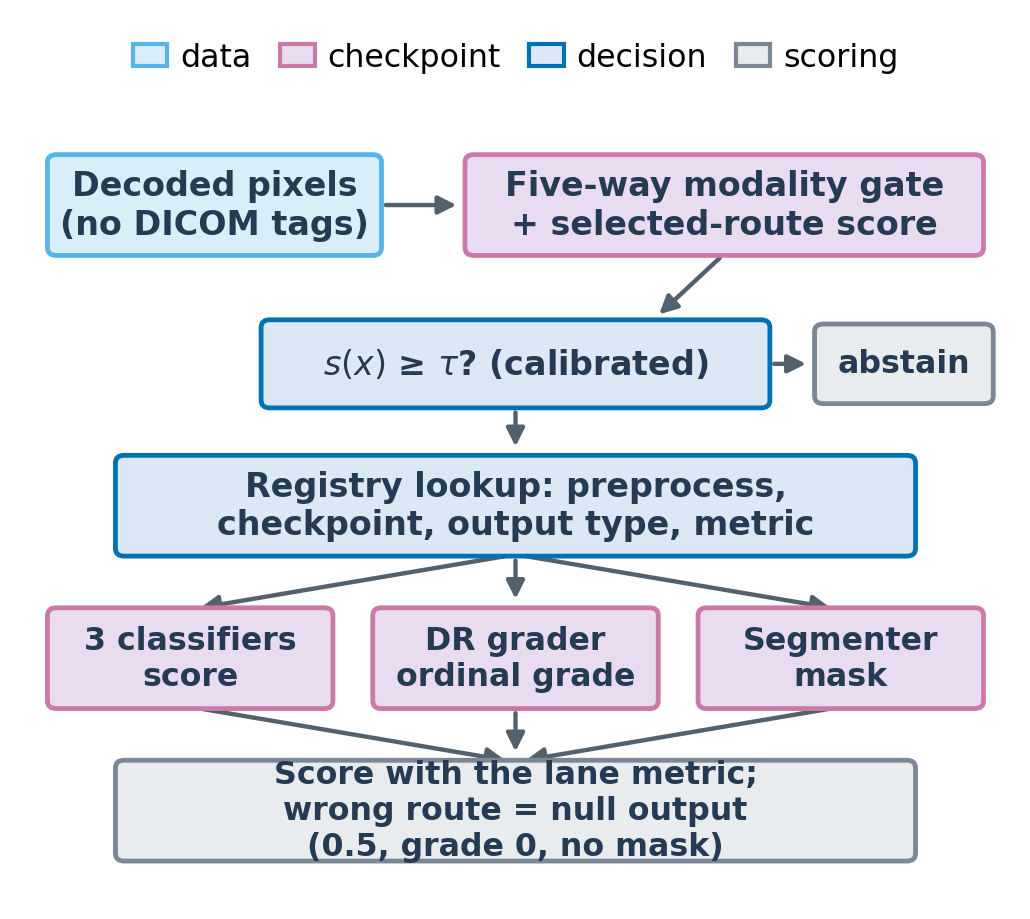 data checkpoint decision scoring
Decoded pixels
(no DICOM tags)
Five-way modality gate
+ selected-route score
s(x) ≥ τ? (calibrated)
abstain
Registry lookup: preprocess,
checkpoint, output type, metric
3 classifiers
score
DR grader
ordinal grade
Segmenter
mask
Score with the lane metric;
wrong route = null output
(0.5, grade 0, no mask)